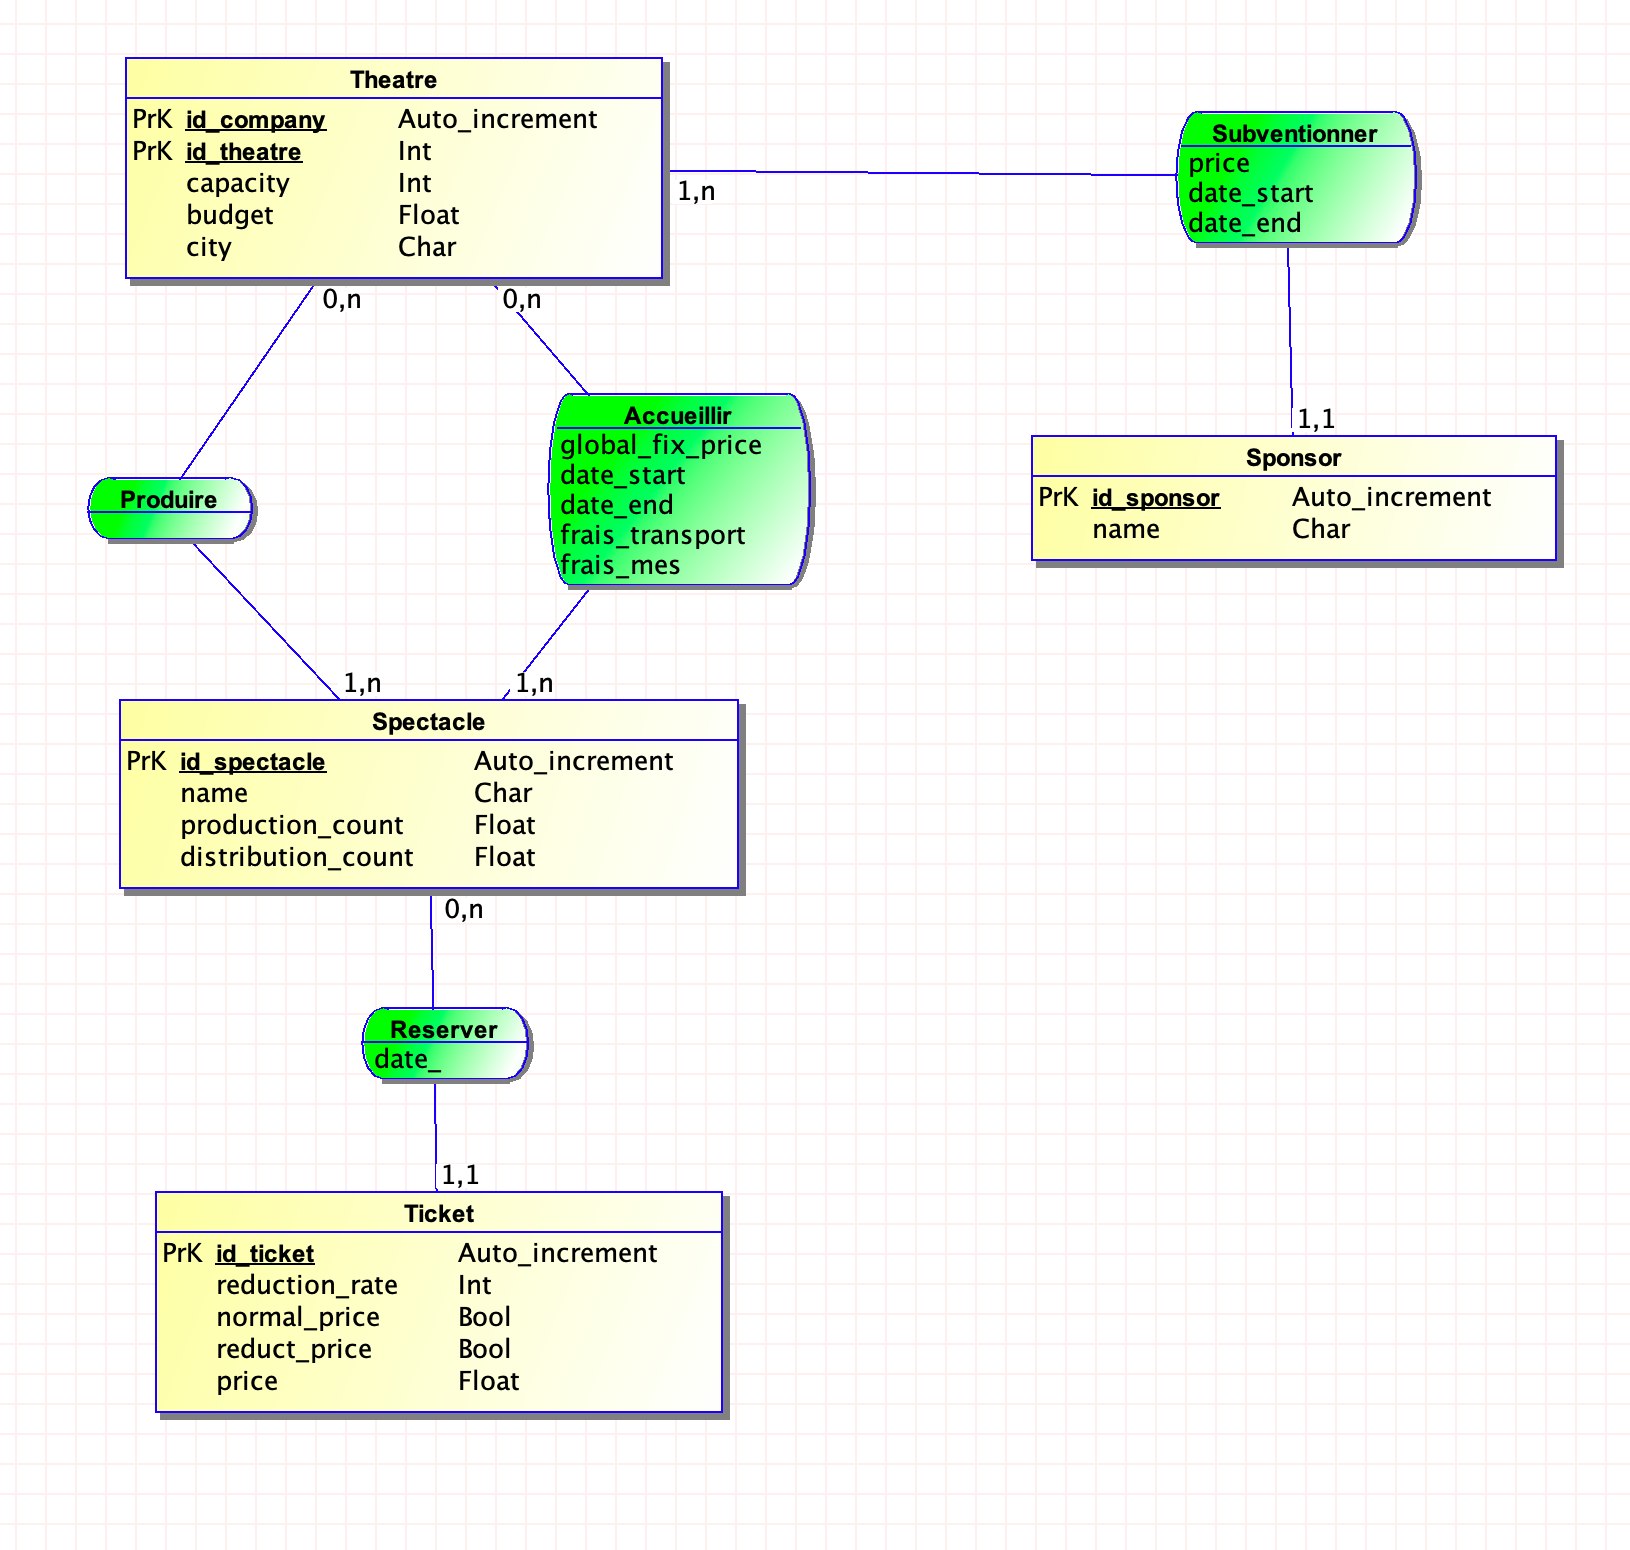 Theatre
PrK id_company Auto_increment
PrK id_theatre Int
capacity Int
budget Float
city Char
1,n
Subventionner
price
date_start
date_end
0,n
0,n
Accueillir
global_fix_price
date_start
date_end
frais_transport
frais_mes
Produire
1,1
Sponsor
PrK id_sponsor Auto_increment
name Char
1,n
1,n
Spectacle
PrK id_spectacle Auto_increment
name Char
production_count Float
distribution_count Float
0,n
Reserver
date_
1,1
Ticket
PrK id_ticket Auto_increment
reduction_rate Int
normal_price Bool
reduct_price Bool
price Float